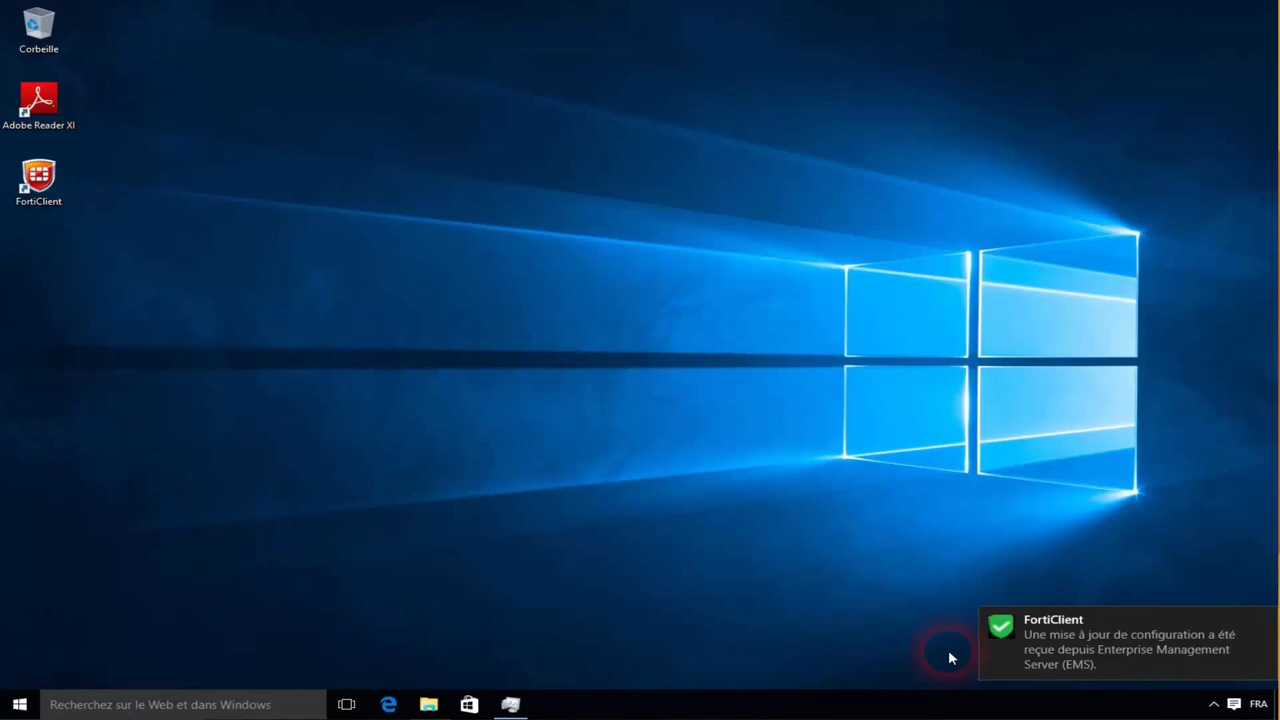 Corbeille
Adobe Reader XI
FortiClient
FortiClient
Une mise à jour de configuration a été
reçue depuis Enterprise Management
Server (EMS).
Recherchez sur le Web et dans Windows
FRA